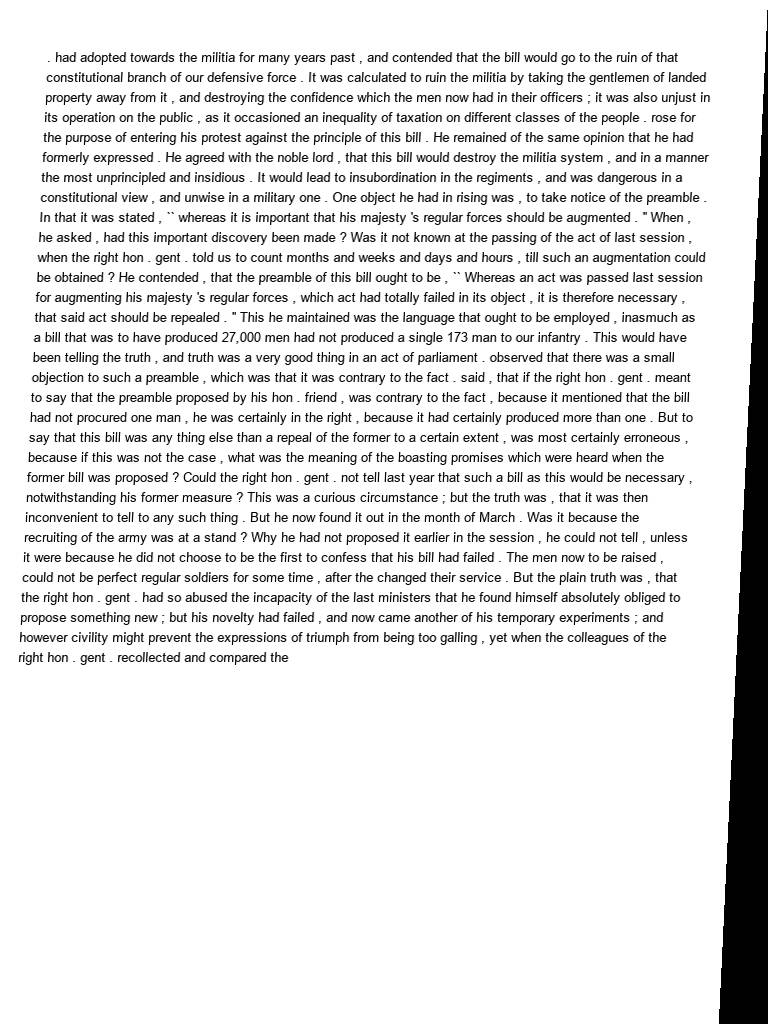 . had adopted towards the militia for many years past , and contended that the bill would go to the ruin of that
constitutional branch of our defensive force . It was calculated to ruin the militia by taking the gentlemen of landed
property away from it , and destroying the confidence which the men now had in their officers ; it was also unjust in
its operation on the public , as it occasioned an inequality of taxation on different classes of the people . rose for
the purpose of entering his protest against the principle of this bill . He remained of the same opinion that he had
formerly expressed . He agreed with the noble lord , that this bill would destroy the militia system , and in a manner
the most unprincipled and insidious . It would lead to insubordination in the regiments , and was dangerous in a
constitutional view , and unwise in a military one . One object he had in rising was , to take notice of the preamble .
In that it was stated , `` whereas it is important that his majesty 's regular forces should be augmented . " When ,
he asked , had this important discovery been made ? Was it not known at the passing of the act of last session ,
when the right hon . gent . told us to count months and weeks and days and hours , till such an augmentation could
be obtained ? He contended , that the preamble of this bill ought to be , `` Whereas an act was passed last session
for augmenting his majesty 's regular forces , which act had totally failed in its object , it is therefore necessary ,
that said act should be repealed . " This he maintained was the language that ought to be employed , inasmuch as
a bill that was to have produced 27,000 men had not produced a single 173 man to our infantry . This would have
been telling the truth , and truth was a very good thing in an act of parliament . observed that there was a small
objection to such a preamble , which was that it was contrary to the fact . said , that if the right hon . gent . meant
to say that the preamble proposed by his hon . friend , was contrary to the fact , because it mentioned that the bill
had not procured one man , he was certainly in the right , because it had certainly produced more than one . But to
say that this bill was any thing else than a repeal of the former to a certain extent , was most certainly erroneous ,
because if this was not the case , what was the meaning of the boasting promises which were heard when the
former bill was proposed ? Could the right hon . gent . not tell last year that such a bill as this would be necessary ,
notwithstanding his former measure ? This was a curious circumstance ; but the truth was , that it was then
inconvenient to tell to any such thing . But he now found it out in the month of March . Was it because the
recruiting of the army was at a stand ? Why he had not proposed it earlier in the session , he could not tell , unless
it were because he did not choose to be the first to confess that his bill had failed . The men now to be raised ,
could not be perfect regular soldiers for some time , after the changed their service . But the plain truth was , that
the right hon . gent . had so abused the incapacity of the last ministers that he found himself absolutely obliged to
propose something new ; but his novelty had failed , and now came another of his temporary experiments ; and
however civility might prevent the expressions of triumph from being too galling , yet when the colleagues of the
right hon . gent . recollected and compared the